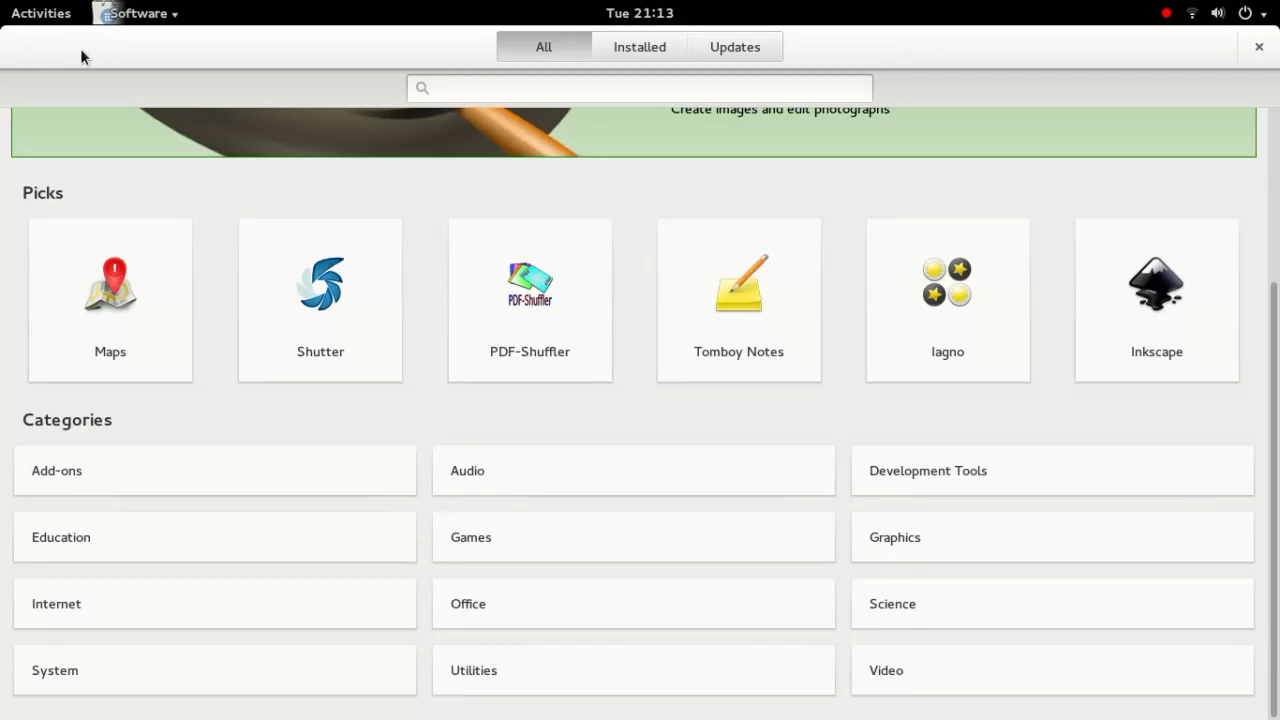 Activities Software Tue 21:13
All Installed Updates
Create images and edit photographs
Picks
PDF-Shuffler
Maps Shutter PDF-Shuffler Tomboy Notes Iagno Inkscape
Categories
Add-ons Audio Development Tools
Education Games Graphics
Internet Office Science
System Utilities Video